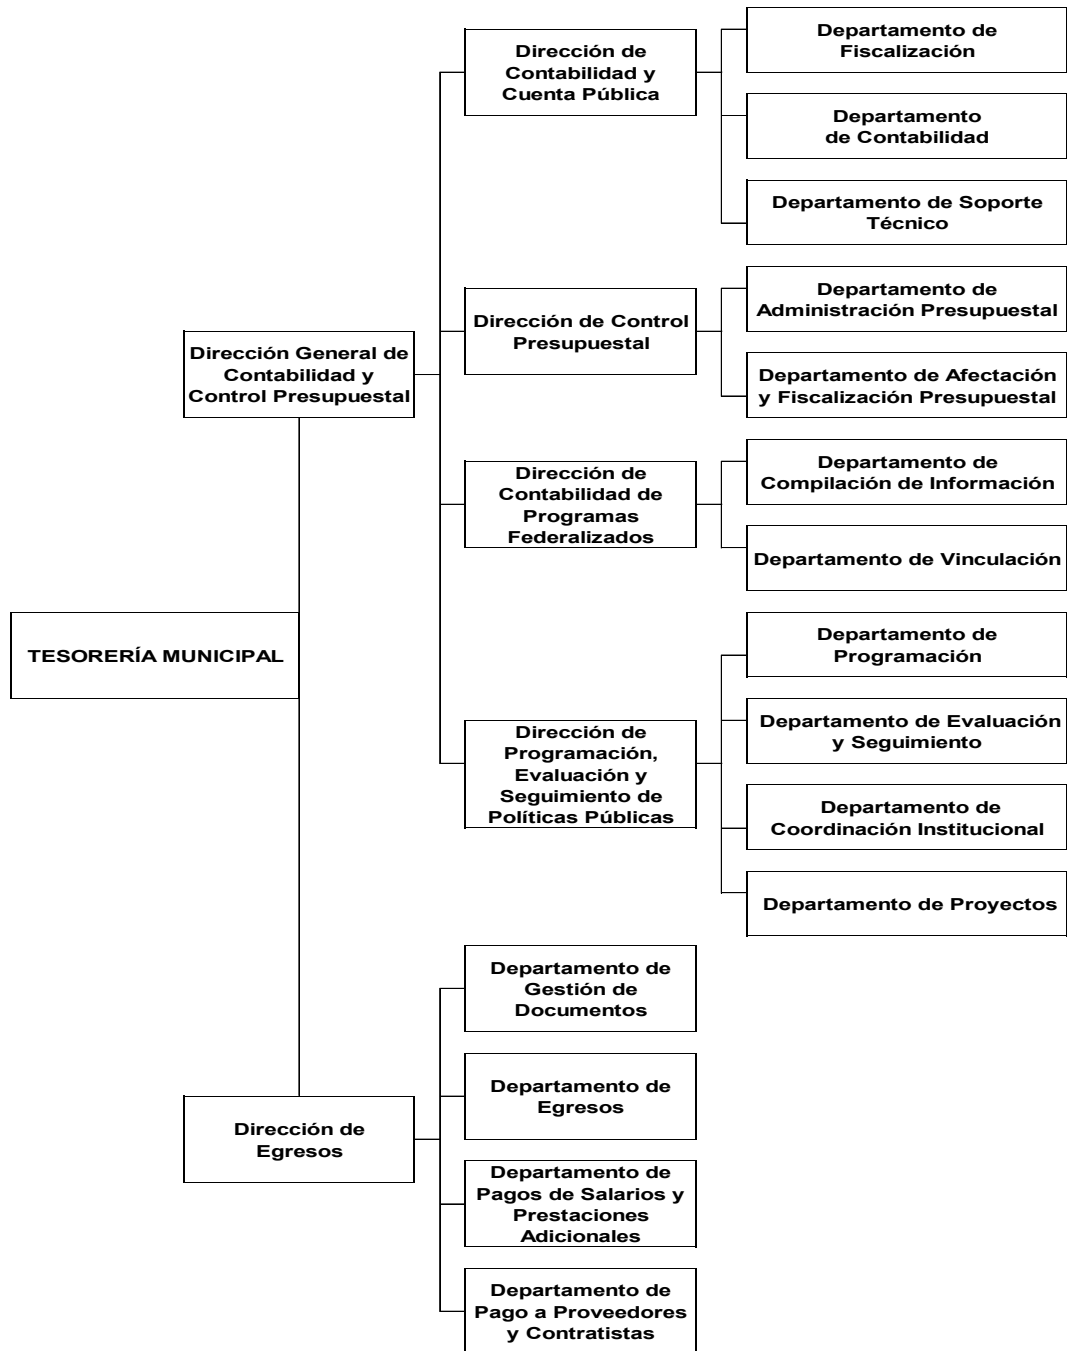 TESORERÍA MUNICIPAL
Dirección General de
Contabilidad y
Control Presupuestal
Dirección de
Contabilidad y
Cuenta Pública
Departamento de
Fiscalización
Departamento
de Contabilidad
Departamento de Soporte
Técnico
Dirección de Control
Presupuestal
Departamento de
Administración Presupuestal
Departamento de Afectación
y Fiscalización Presupuestal
Dirección de
Contabilidad de
Programas
Federalizados
Departamento de
Compilación de Información
Departamento de Vinculación
Dirección de
Programación,
Evaluación y
Seguimiento de
Políticas Públicas
Departamento de
Programación
Departamento de Evaluación
y Seguimiento
Departamento de
Coordinación Institucional
Departamento de Proyectos
Dirección de
Egresos
Departamento de
Gestión de
Documentos
Departamento de
Egresos
Departamento de
Pagos de Salarios y
Prestaciones
Adicionales
Departamento de
Pago a Proveedores
y Contratistas